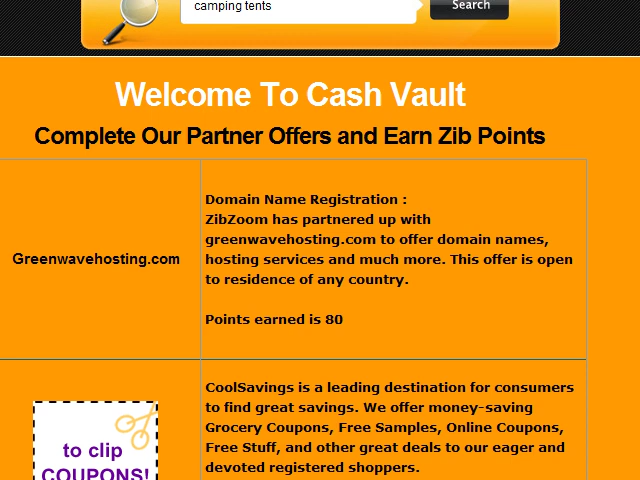 camping tents
Search
Welcome To Cash Vault
Complete Our Partner Offers and Earn Zib Points
Greenwavehosting.com
Domain Name Registration :
ZibZoom has partnered up with
greenwavehosting.com to offer domain names,
hosting services and much more. This offer is open
to residence of any country.
Points earned is 80
to clip
COUPONS!
CoolSavings is a leading destination for consumers
to find great savings. We offer money-saving
Grocery Coupons, Free Samples, Online Coupons,
Free Stuff, and other great deals to our eager and
devoted registered shoppers.